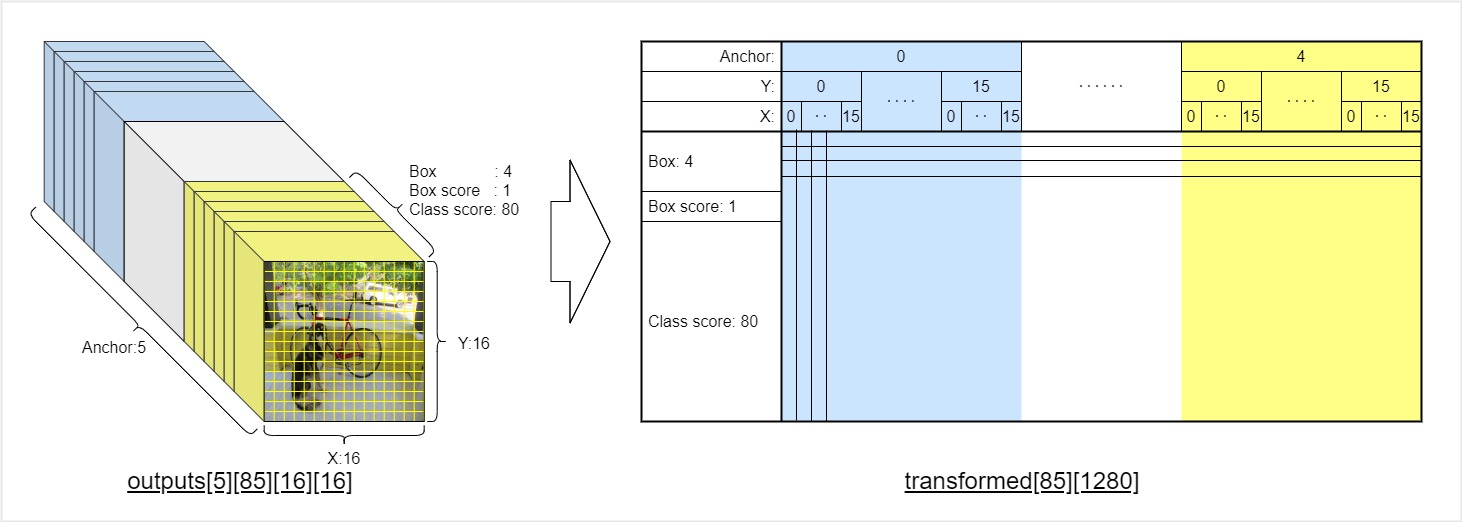 Box : 4
Box score : 1
Class score: 80
Anchor:5
Y:16
X:16
outputs[5][85][16][16]
Anchor: 0 4
Y: 0 .... 15 ...... 0 .... 15
X: 0 .. 15 0 .. 15 0 .. 15 0 .. 15
Box: 4
Box score: 1
Class score: 80
transformed[85][1280]